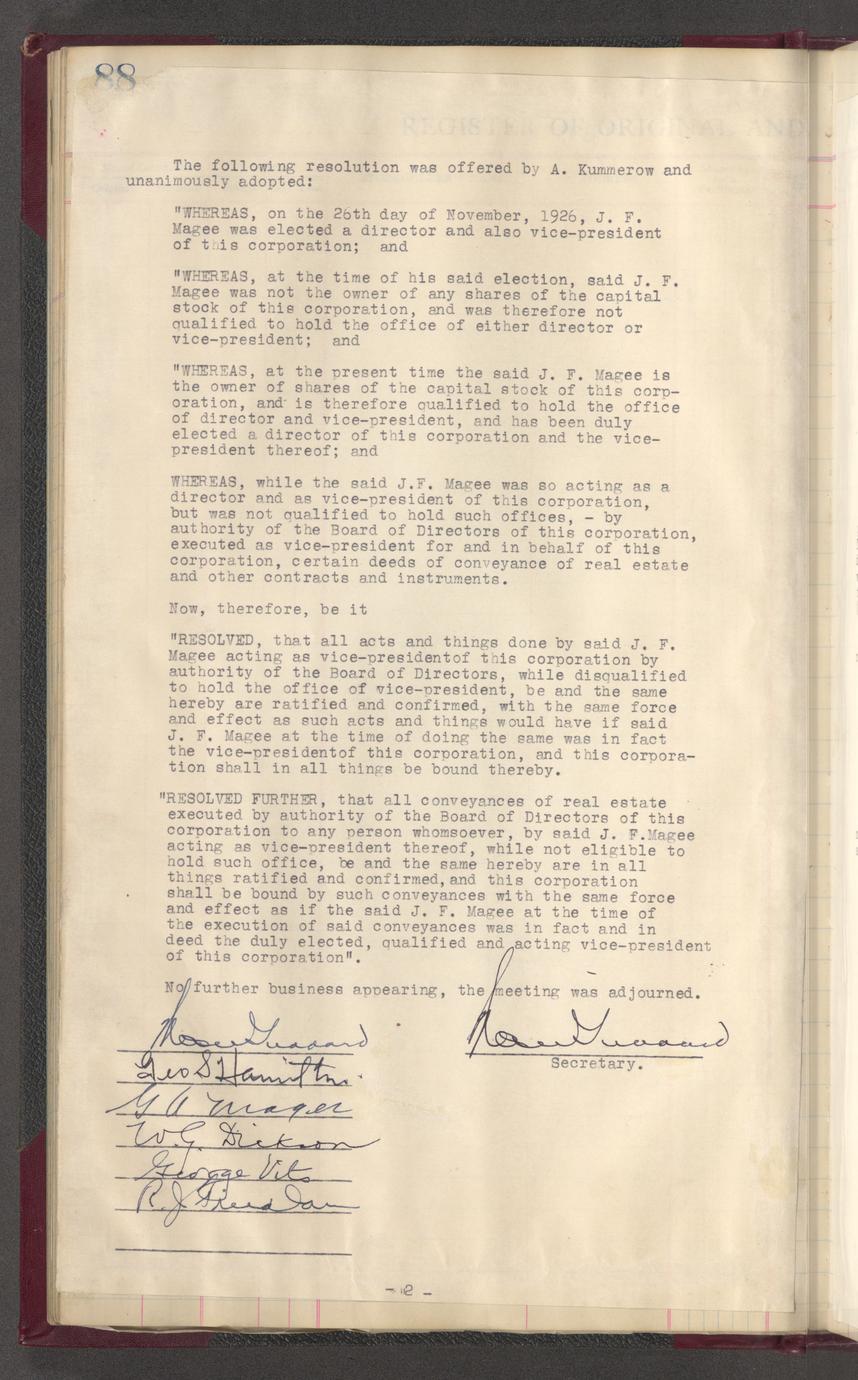 88
REGISTER OF ORIGINAL AND
The following resolution was offered by A. Kummerow and
unanimously adopted:
"WHEREAS, on the 26th day of November, 1926, J. F.
Magee was elected a director and also vice-president
of this corporation; and
"WHEREAS, at the time of his said election, said J. F.
Magee was not the owner of any shares of the capital
stock of this corporation, and was therefore not
qualified to hold the office of either director or
vice-president; and
"WHEREAS, at the present time the said J. F. Magee is
the owner of shares of the capital stock of this corp-
oration, and is therefore qualified to hold the office
of director and vice-president, and has been duly
elected a director of this corporation and the vice-
president thereof; and
WHEREAS, while the said J.F. Magee was so acting as a
director and as vice-president of this corporation,
but was not qualified to hold such offices, - by
authority of the Board of Directors of this corporation,
executed as vice-president for and in behalf of this
corporation, certain deeds of conveyance of real estate
and other contracts and instruments.
Now, therefore, be it
"RESOLVED, that all acts and things done by said J. F.
Magee acting as vice-presidentof this corporation by
authority of the Board of Directors, while disqualified
to hold the office of vice-president, be and the same
hereby are ratified and confirmed, with the same force
and effect as such acts and things would have if said
J. F. Magee at the time of doing the same was in fact
the vice-presidentof this corporation, and this corpora-
tion shall in all things be bound thereby.
"RESOLVED FURTHER, that all conveyances of real estate
executed by authority of the Board of Directors of this
corporation to any person whomsoever, by said J. F.Magee
acting as vice-president thereof, while not eligible to
hold such office, be and the same hereby are in all
things ratified and confirmed,and this corporation
shall be bound by such conveyances with the same force
and effect as if the said J. F. Magee at the time of
the execution of said conveyances was in fact and in
deed the duly elected, qualified and acting vice-president
of this corporation".
No further business appearing, the meeting was adjourned.
Secretary.
Geo S Hamilton.
W.G. Dickson
George Vits
R.J.
- 2 -